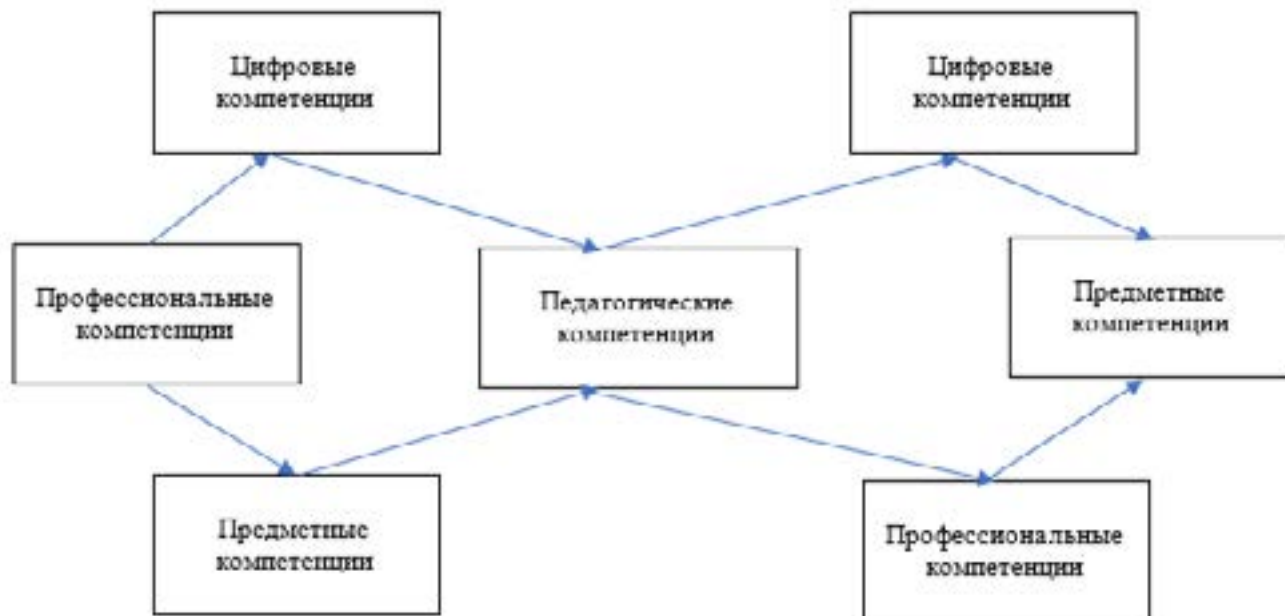 Цифровые
компетенции
Цифровые
компетенции
Профессиональные
компетенции
Педагогические
компетенции
Предметные
компетенции
Предметные
компетенции
Профессиональные
компетенции